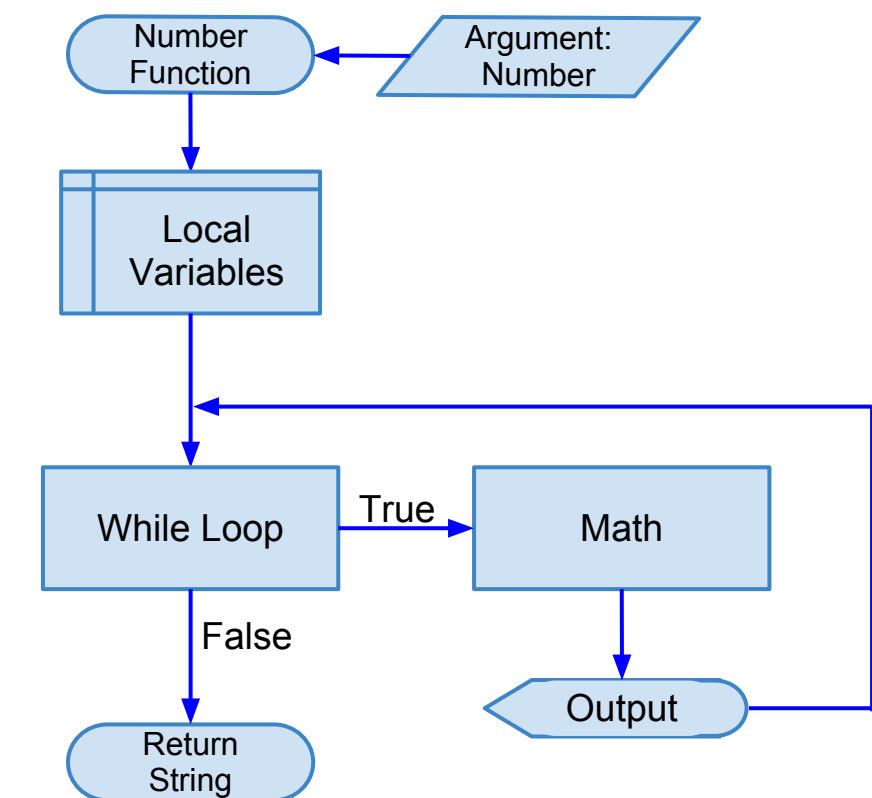 Number
Function
Argument:
Number
Local
Variables
While Loop
True
Math
False
Output
Return
String